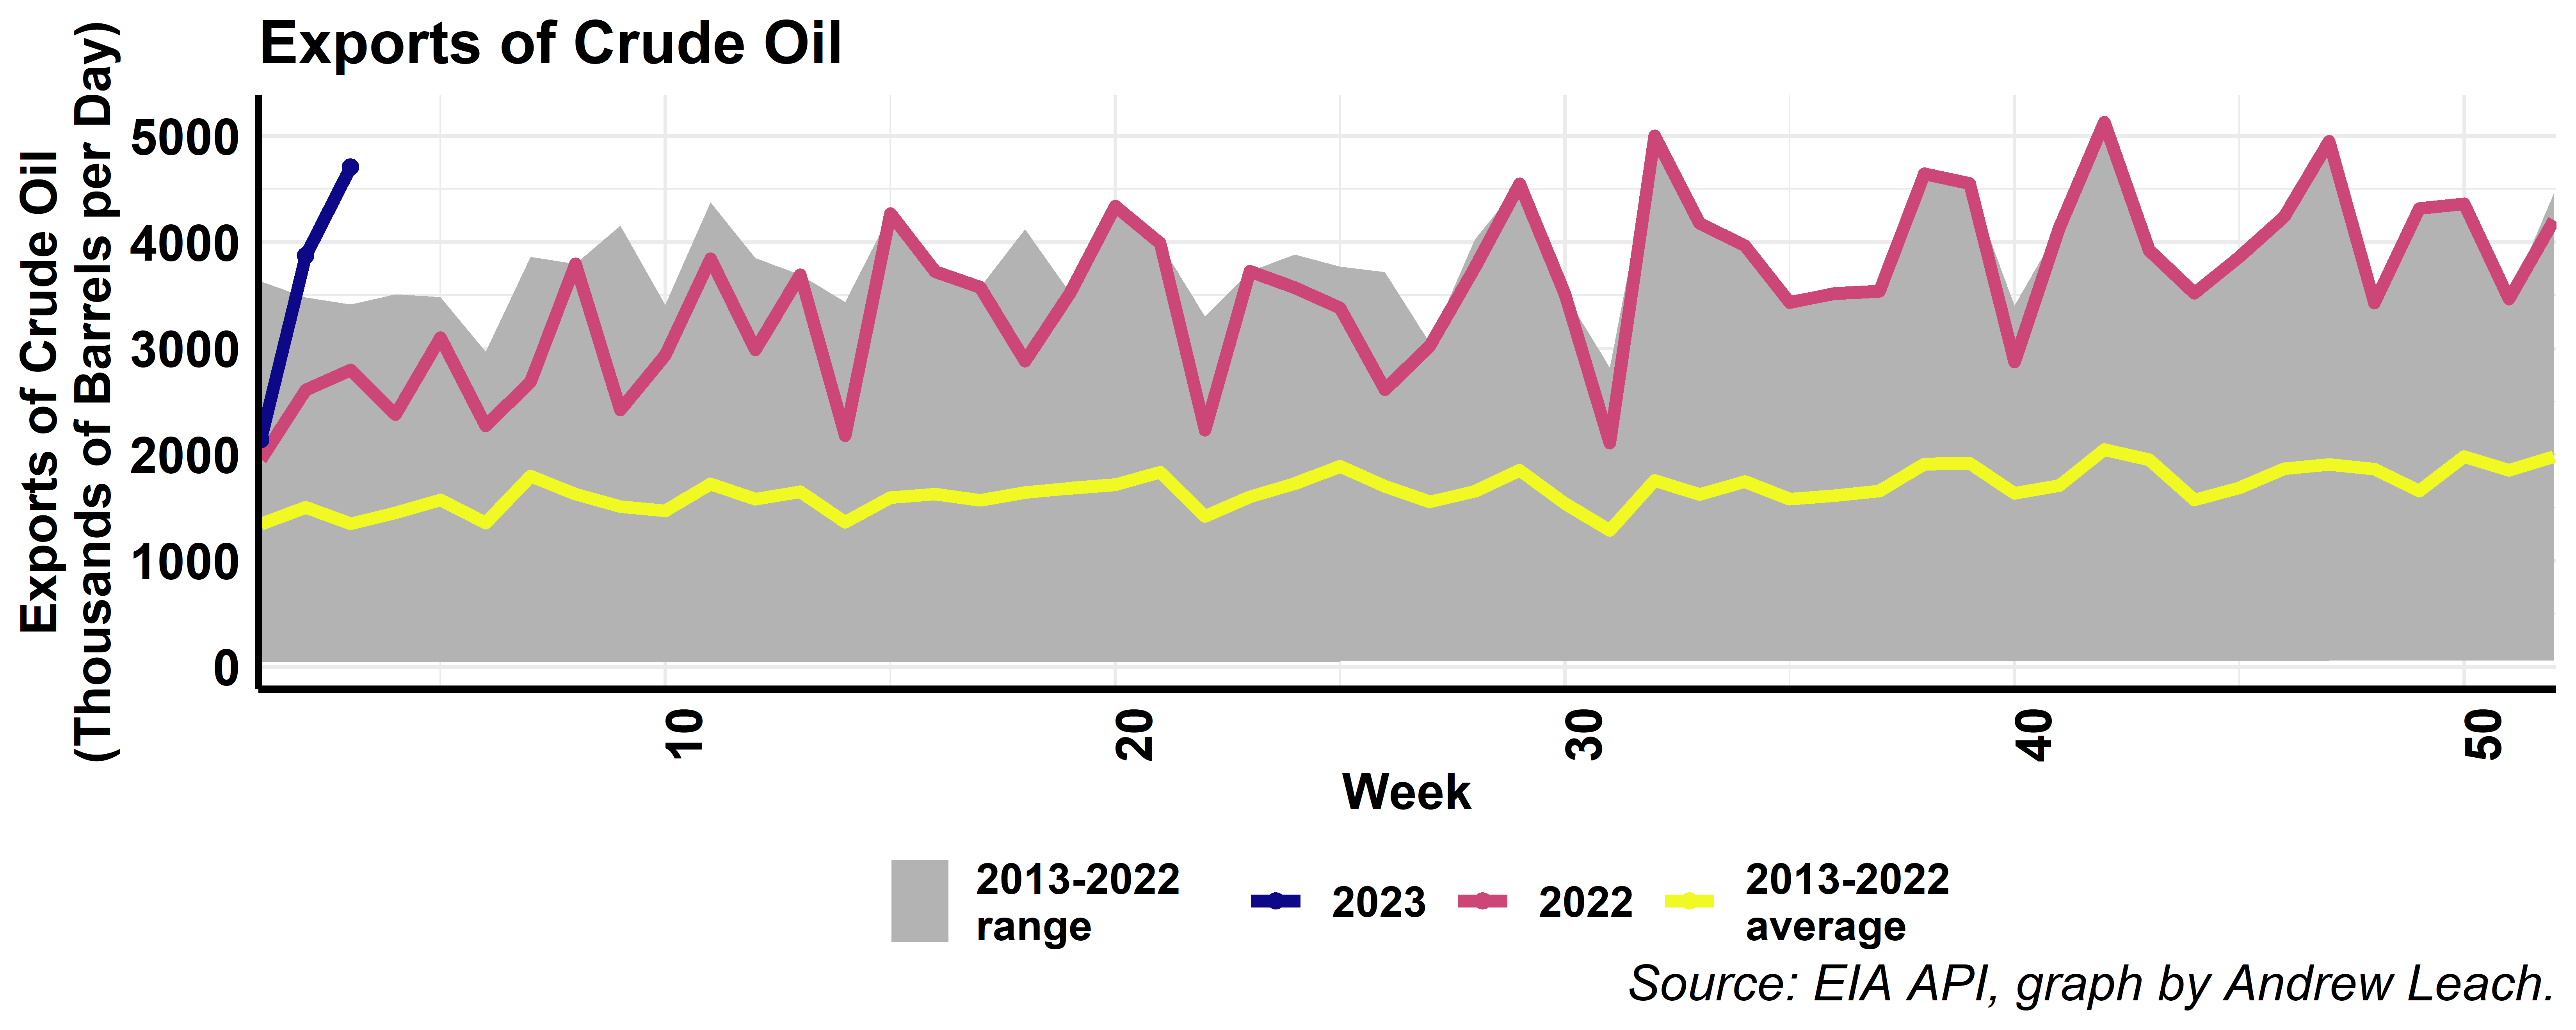 Exports of Crude Oil
Exports of Crude Oil
(Thousands of Barrels per Day)
5000
4000
3000
2000
1000
0
10
20
30
40
50
Week
2013-2022
range
2023
2022
2013-2022
average
Source: EIA API, graph by Andrew Leach.